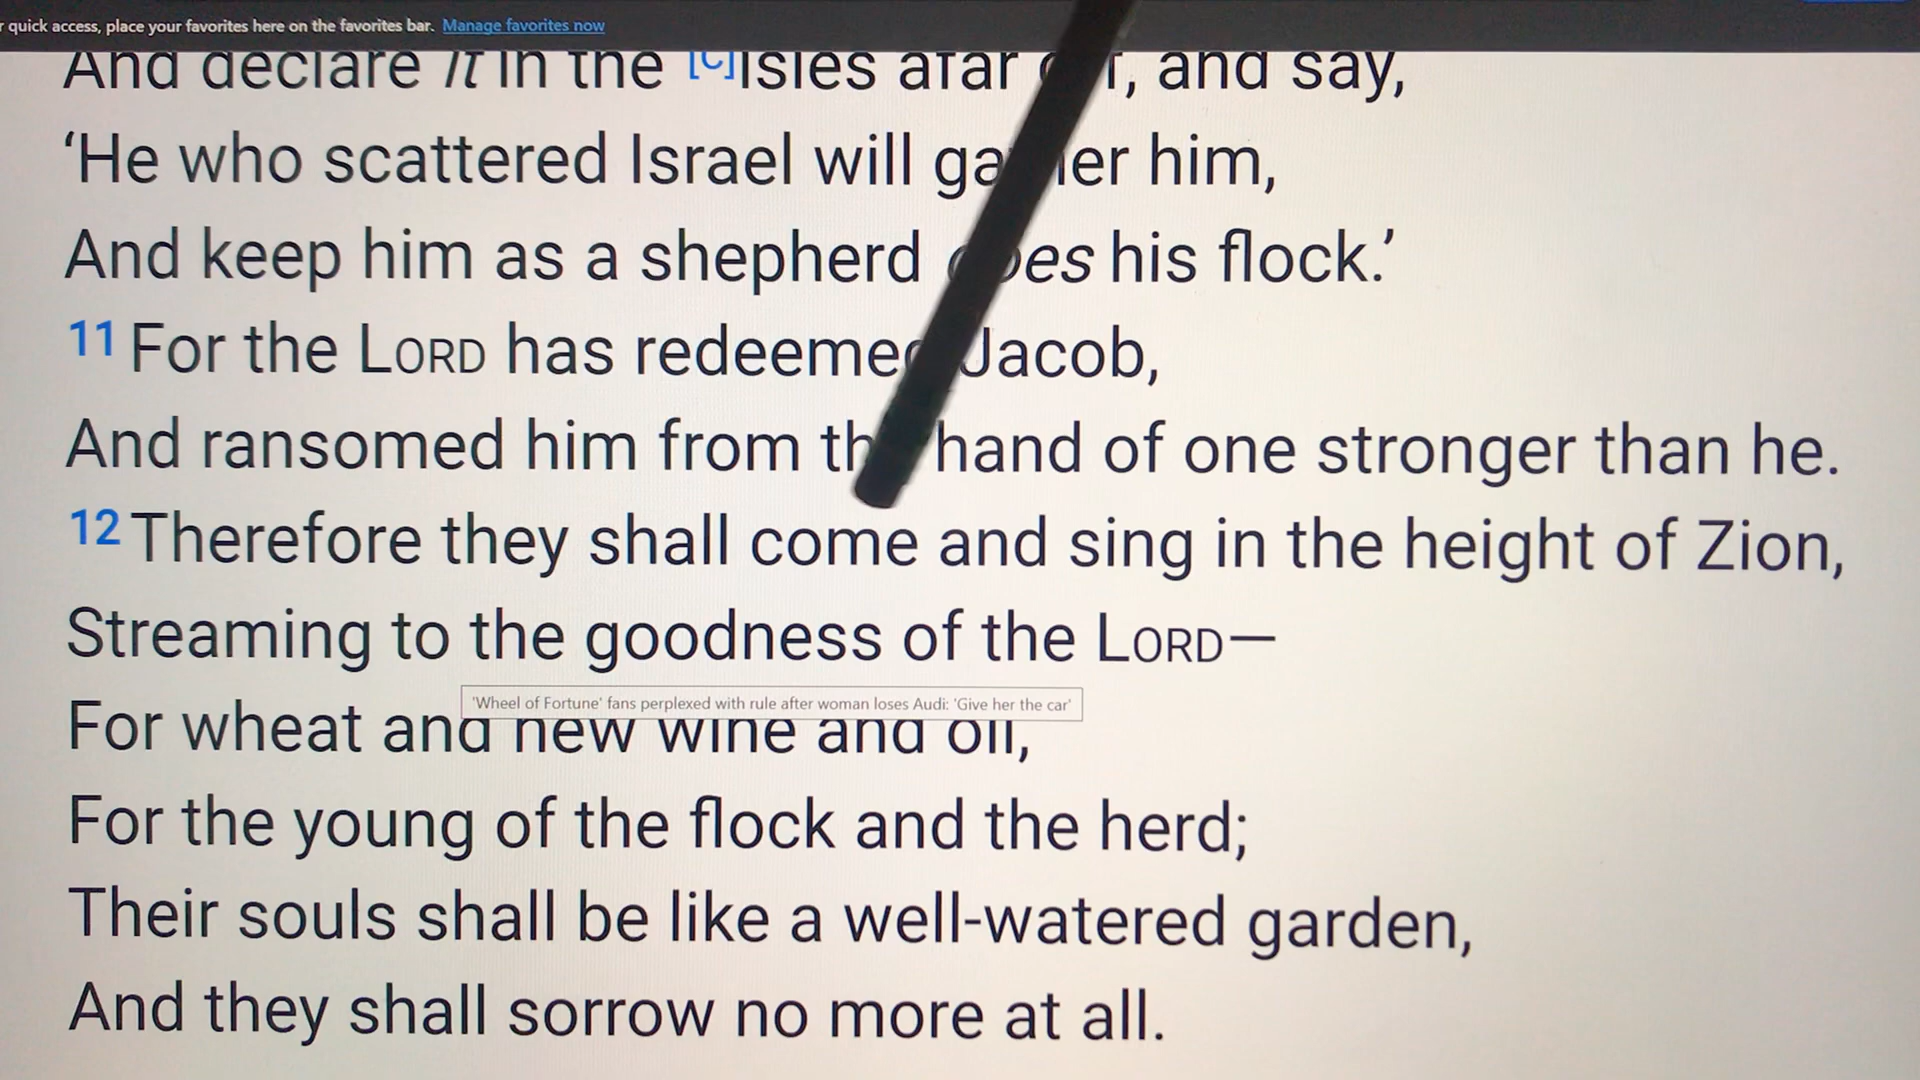 r quick access, place your favorites here on the favorites bar. Manage favorites now
And declare it in the [c]isles afar and say,
‘He who scattered Israel will him,
And keep him as a shepherd his flock.’
11 For the LORD has redeemed Jacob,
And ransomed him from hand of one stronger than he.
12 Therefore they shall come and sing in the height of Zion,
Streaming to the goodness of the LORD—
'Wheel of Fortune' fans perplexed with rule after woman loses Audi: 'Give her the car'
For wheat and new wine and oil,
For the young of the flock and the herd;
Their souls shall be like a well-watered garden,
And they shall sorrow no more at all.